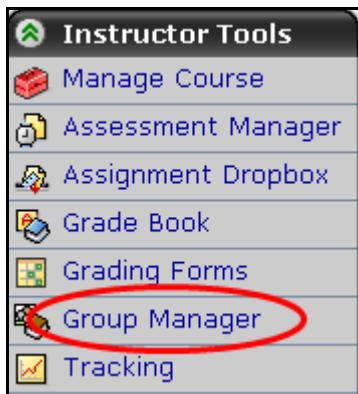 Instructor Tools
Manage Course
Assessment Manager
Assignment Dropbox
Grade Book
Grading Forms
Group Manager
Tracking